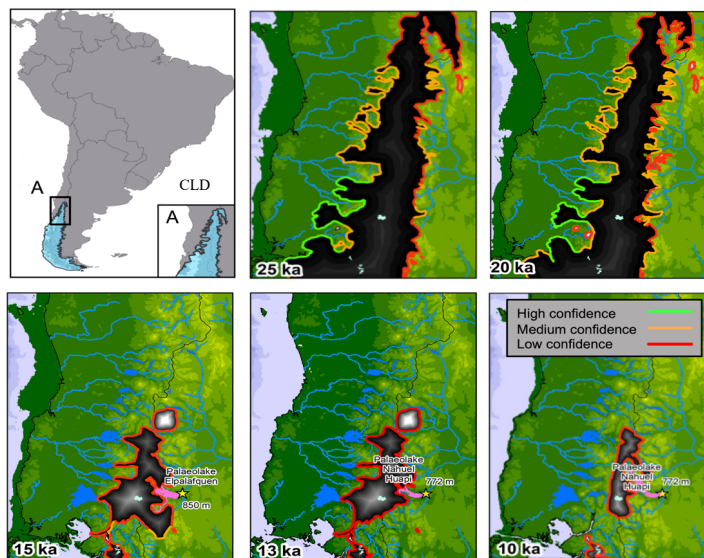 A
CLD
A
25 ka
20 ka
High confidence
Medium confidence
Low confidence
Palaeolake
Elpalafquen
850 m
15 ka
Palaeolake
Nahuel
Huapi
772 m
13 ka
Palaeolake
Nahuel
Huapi
772 m
10 ka